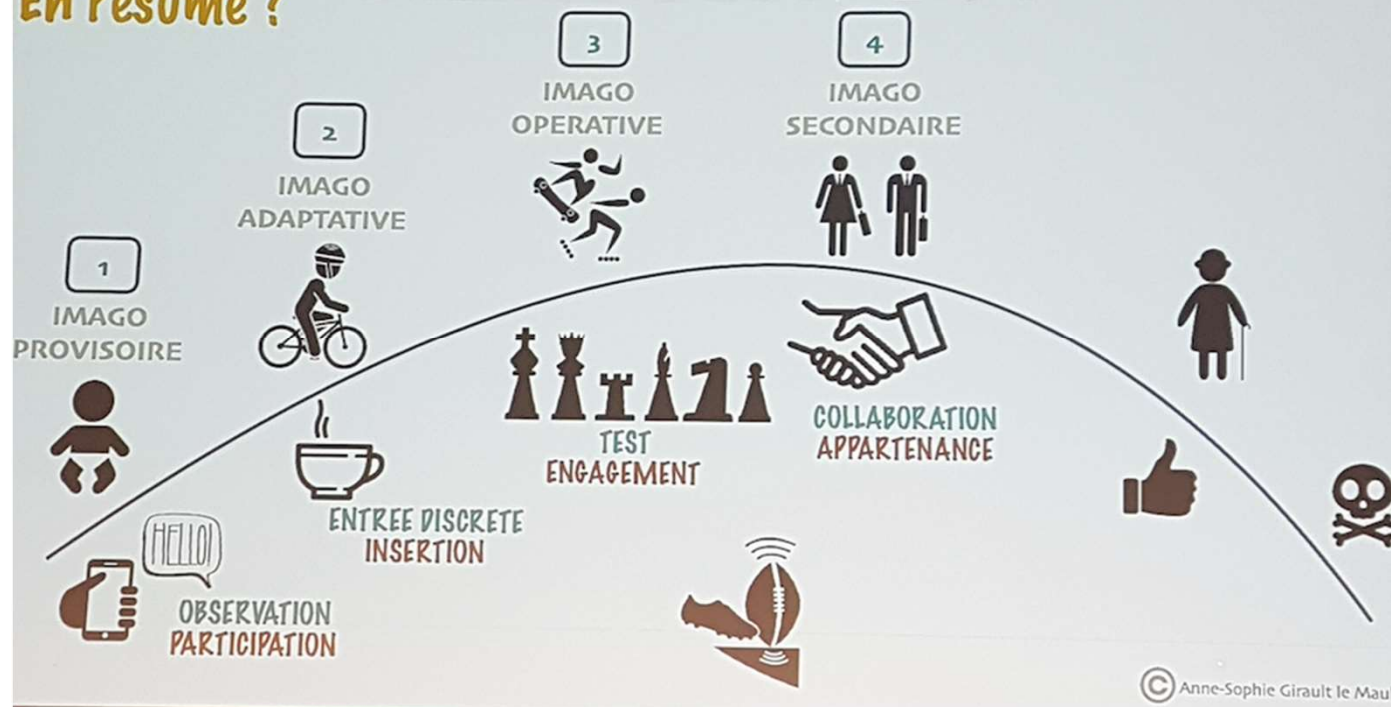 En résumé ?
1
IMAGO
PROVISOIRE
2
IMAGO
ADAPTATIVE
3
IMAGO
OPERATIVE
4
IMAGO
SECONDAIRE
HELLO!
OBSERVATION
PARTICIPATION
ENTREE DISCRETE
INSERTION
TEST
ENGAGEMENT
COLLABORATION
APPARTENANCE
© Anne-Sophie Girault le Mau